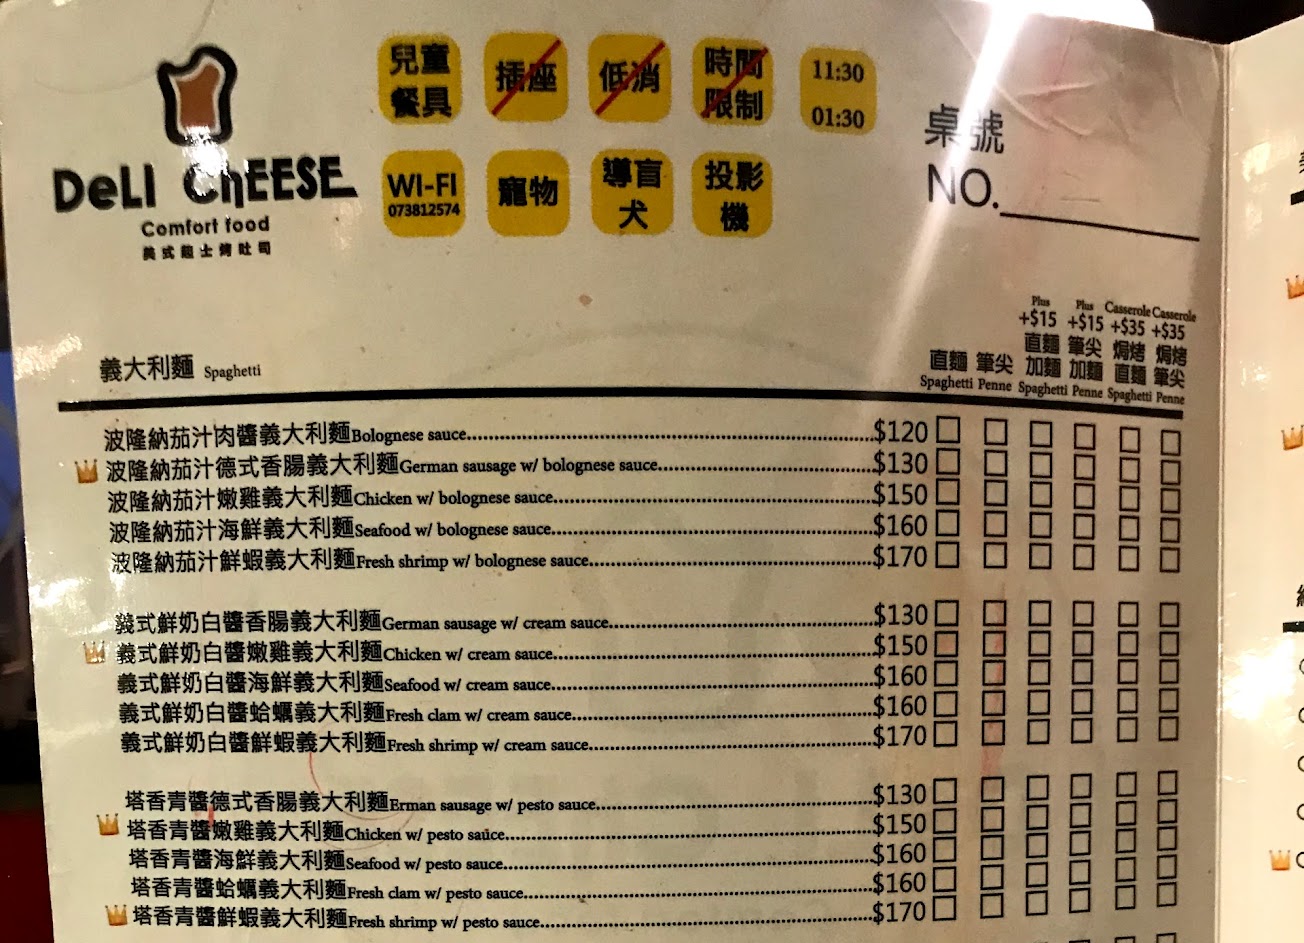 兒童
餐具
插座
低消
時間
限制
11:30
01:30
DeLI ChEESE
Comfort food
美式起士烤吐司
WI-FI
073812574
寵物
導盲
犬
投影
機
桌號
NO.
義大利麵 Spaghetti
直麵
Spaghetti
筆尖
Penne
Plus
+$15
直麵
加麵
Spaghetti
Plus
+$15
筆尖
加麵
Penne
Casserole
+$35
焗烤
直麵
Spaghetti
Casserole
+$35
焗烤
筆尖
Penne
波隆納茄汁肉醬義大利麵Bolognese sauce $120
波隆納茄汁德式香腸義大利麵German sausage w/ bolognese sauce $130
波隆納茄汁嫩雞義大利麵Chicken w/ bolognese sauce $150
波隆納茄汁海鮮義大利麵Seafood w/ bolognese sauce $160
波隆納茄汁鮮蝦義大利麵Fresh shrimp w/ bolognese sauce $170
義式鮮奶白醬香腸義大利麵German sausage w/ cream sauce $130
義式鮮奶白醬嫩雞義大利麵Chicken w/ cream sauce $150
義式鮮奶白醬海鮮義大利麵Seafood w/ cream sauce $160
義式鮮奶白醬蛤蠣義大利麵Fresh clam w/ cream sauce $160
義式鮮奶白醬鮮蝦義大利麵Fresh shrimp w/ cream sauce $170
塔香青醬德式香腸義大利麵Erman sausage w/ pesto sauce $130
塔香青醬嫩雞義大利麵Chicken w/ pesto sauce $150
塔香青醬海鮮義大利麵Seafood w/ pesto sauce $160
塔香青醬蛤蠣義大利麵Fresh clam w/ pesto sauce $160
塔香青醬鮮蝦義大利麵Fresh shrimp w/ pesto sauce $170